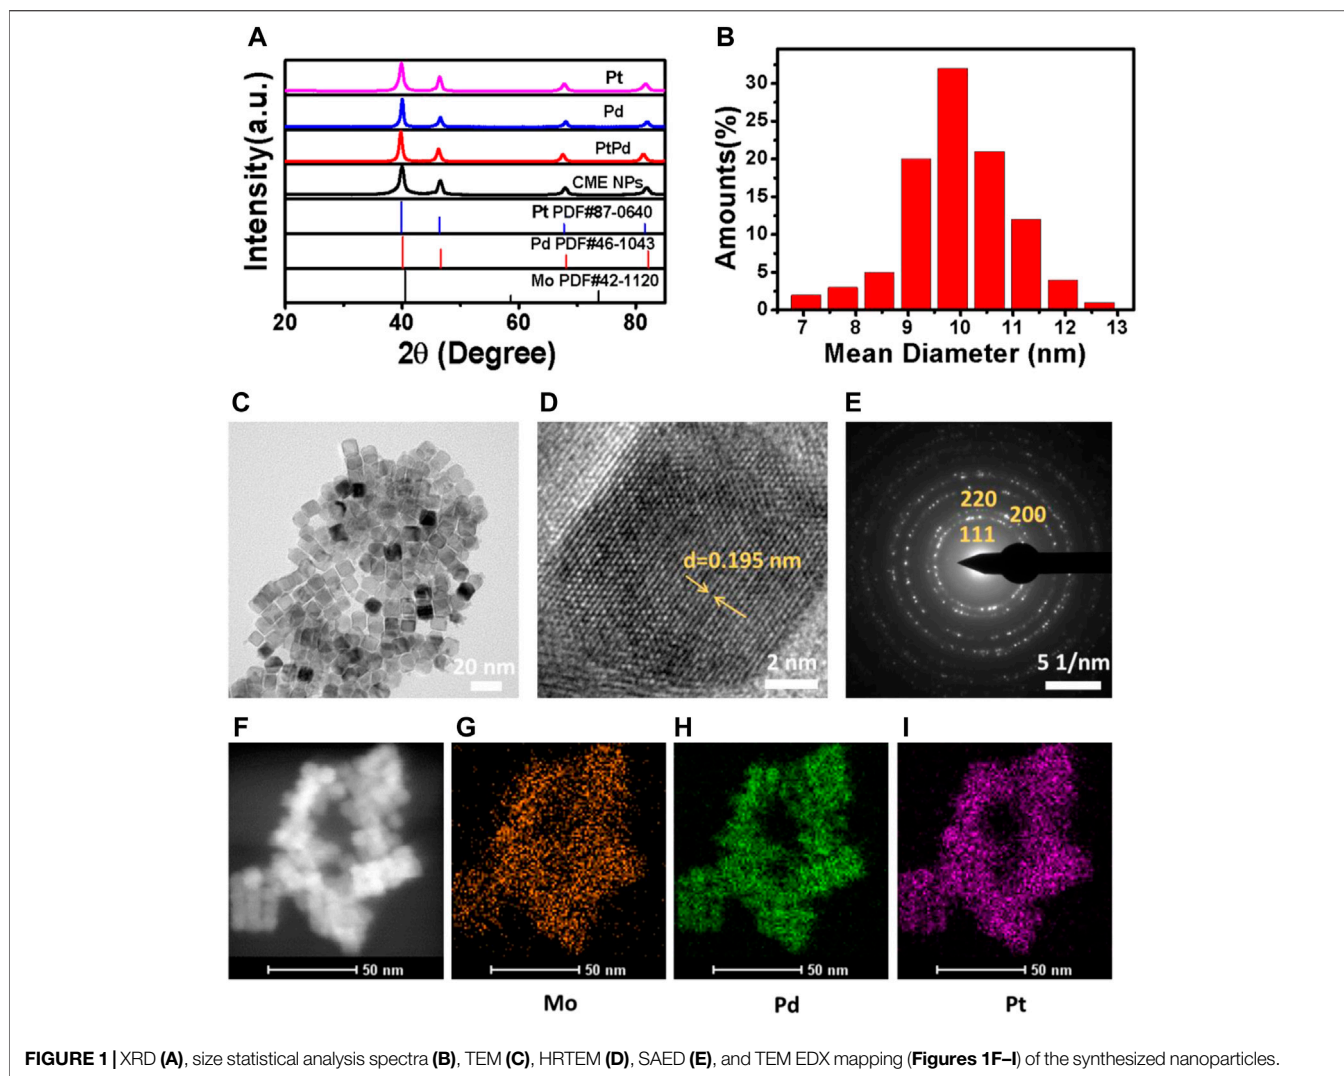 A
Intensity(a.u.)
Pt
Pd
PtPd
CME NPs
Pt PDF#87-0640
Pd PDF#46-1043
Mo PDF#42-1120
20 40 60 80
2θ (Degree)
B
Amounts(%)
30
25
20
15
10
5
0
7 8 9 10 11 12 13
Mean Diameter (nm)
C
20 nm
D
d=0.195 nm
2 nm
E
220
200
111
5 1/nm
F
50 nm
G
50 nm
Mo
H
50 nm
Pd
I
50 nm
Pt
FIGURE 1 | XRD (A), size statistical analysis spectra (B), TEM (C), HRTEM (D), SAED (E), and TEM EDX mapping (Figures 1F–I) of the synthesized nanoparticles.